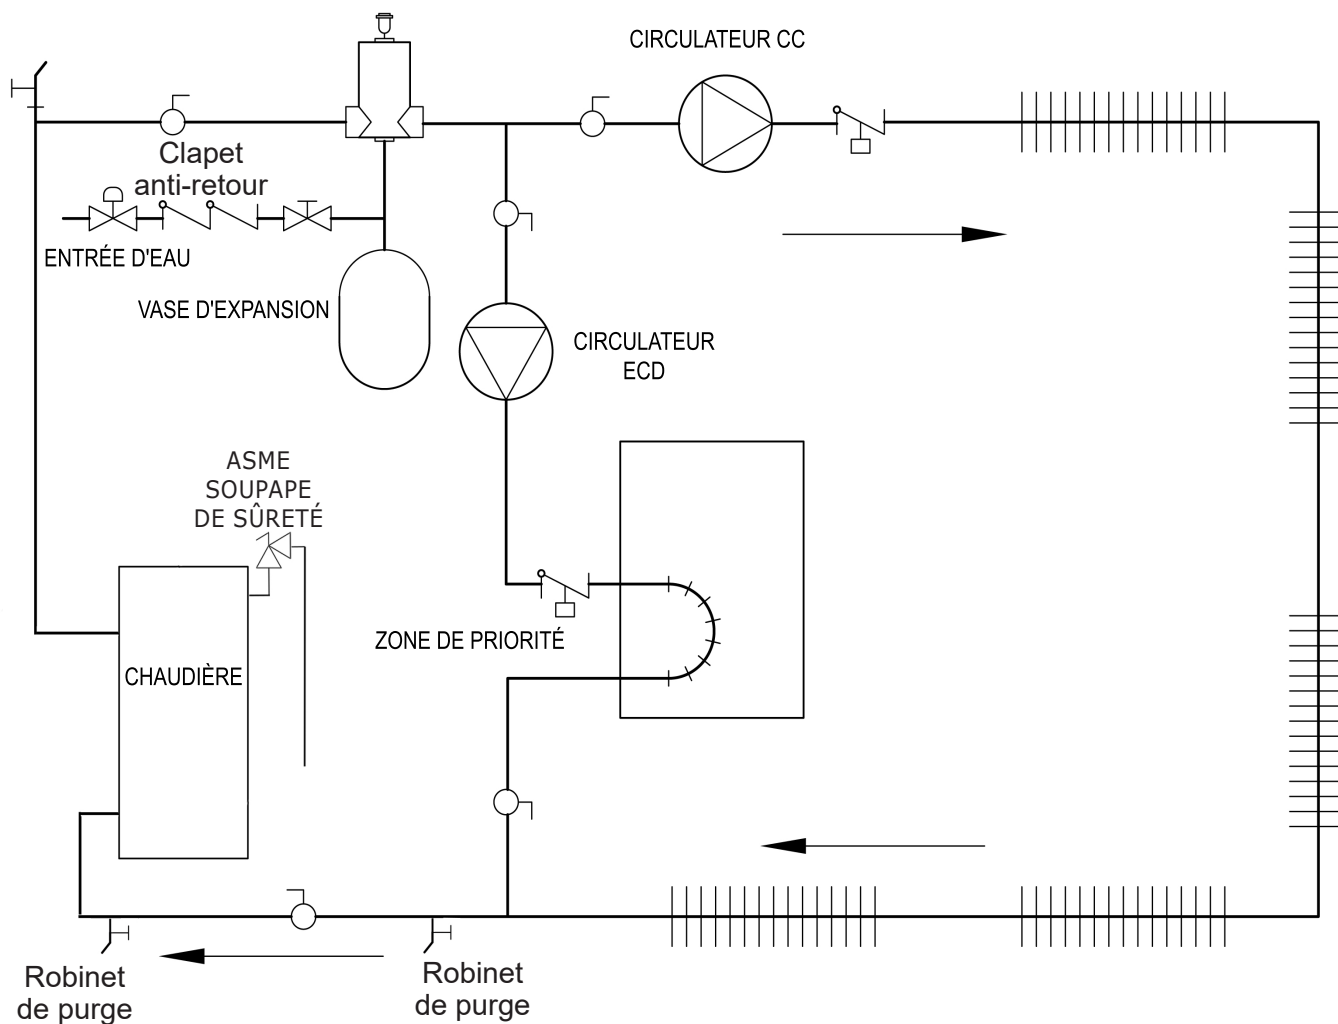 CIRCULATEUR CC
Clapet
anti-retour
ENTRÉE D'EAU
VASE D'EXPANSION
CIRCULATEUR
ECD
ASME
SOUPAPE
DE SÛRETÉ
ZONE DE PRIORITÉ
CHAUDIÈRE
Robinet
de purge
Robinet
de purge